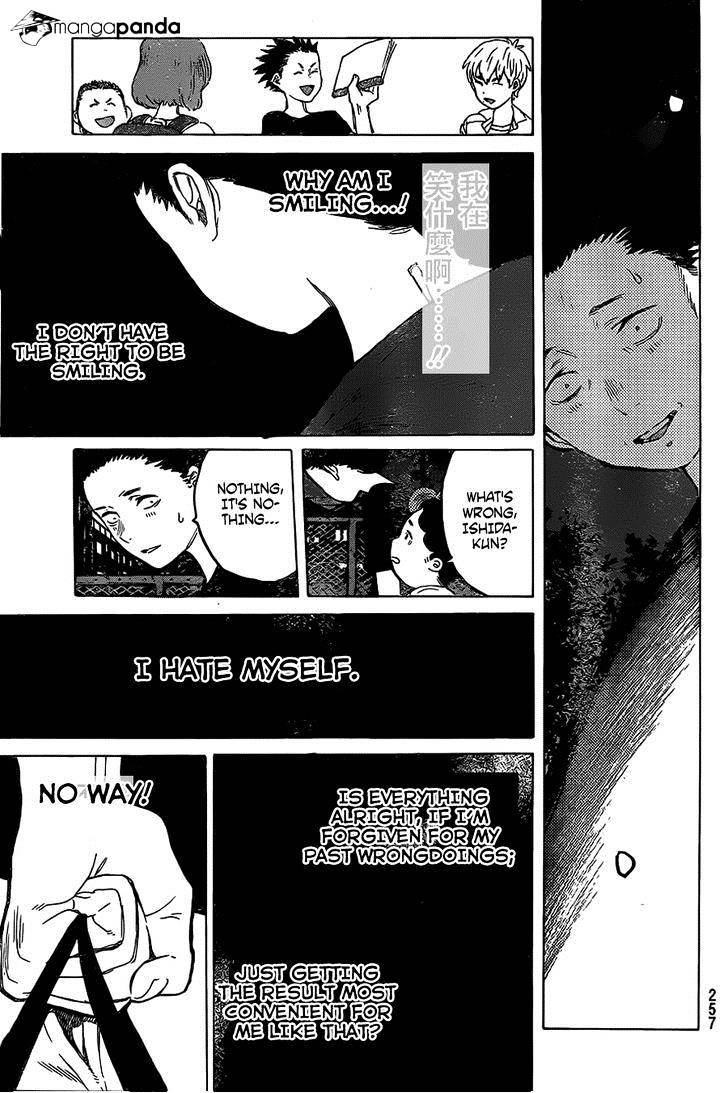 mangapanda
WHY AM I
SMILING...!
我在
笑什麼啊……!!
I DON'T HAVE
THE RIGHT TO BE
SMILING.
WHAT'S
WRONG,
ISHIDA-
KUN?
NOTHING,
IT'S NO-
THING...
I HATE MYSELF.
IS EVERYTHING
ALRIGHT, IF I'M
FORGIVEN FOR MY
PAST WRONGDOINGS;
JUST GETTING
THE RESULT MOST
CONVENIENT FOR
ME LIKE THAT?
NO WAY!
257